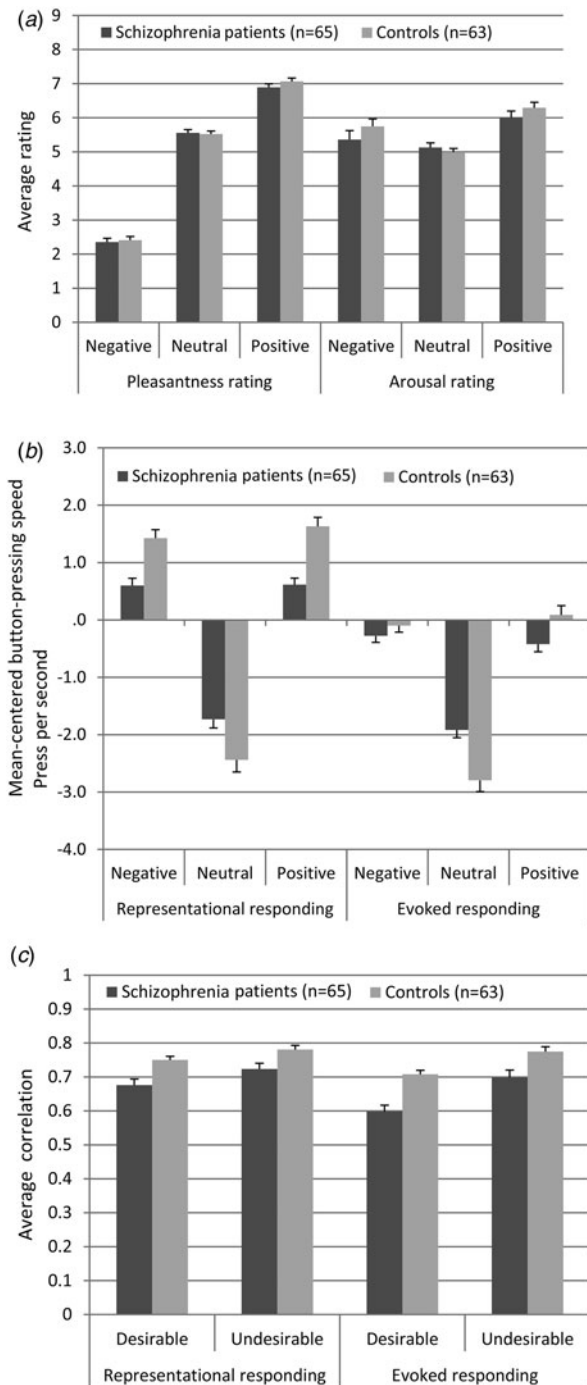 (a)
9
8
7
6
5
4
3
2
1
0
Average rating
Schizophrenia patients (n=65) Controls (n=63)
Negative Neutral Positive Negative Neutral Positive
Pleasantness rating Arousal rating
(b)
3.0
2.0
1.0
.0
-1.0
-2.0
-3.0
-4.0
Mean-centered button-pressing speed
Press per second
Schizophrenia patients (n=65) Controls (n=63)
Negative Neutral Positive Negative Neutral Positive
Representational responding Evoked responding
(c)
1
0.9
0.8
0.7
0.6
0.5
0.4
0.3
0.2
0.1
0
Average correlation
Schizophrenia patients (n=65) Controls (n=63)
Desirable Undesirable Desirable Undesirable
Representational responding Evoked responding